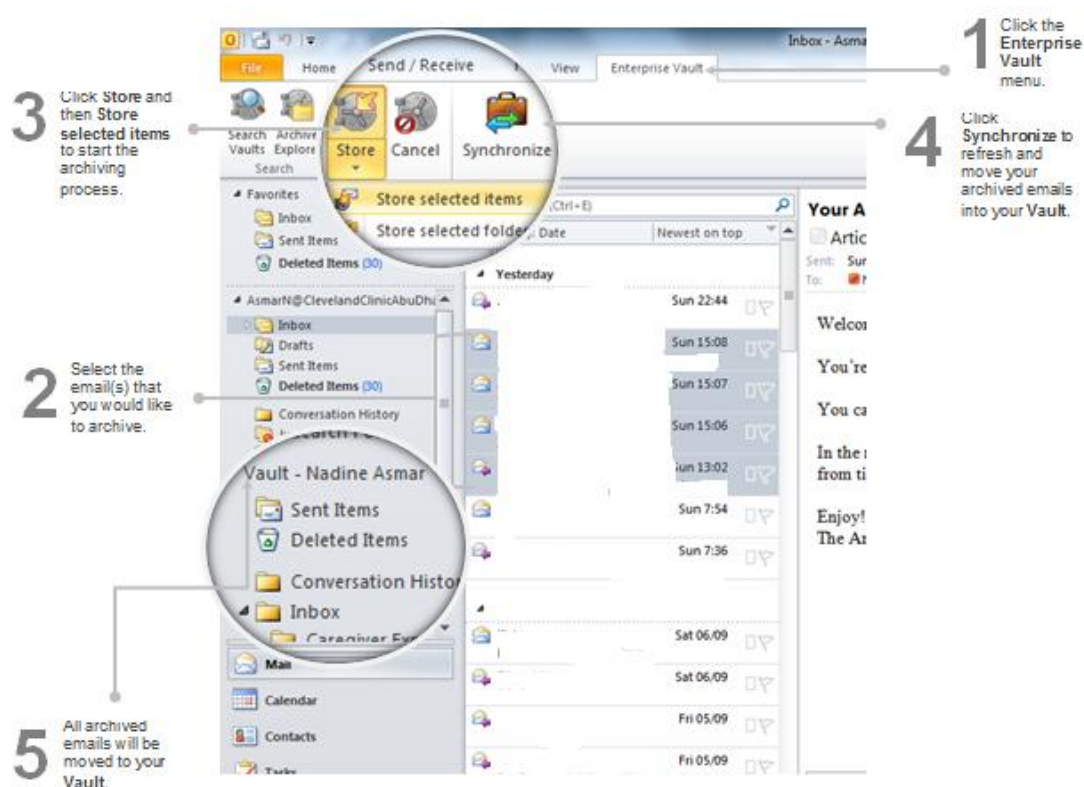 Inbox - Asma
File Home Send / Receive View Enterprise Vault
1
Click the
Enterprise
Vault
menu.
3
Click Store and
then Store
selected items
to start the
archiving
process.
Search
Vaults
Archive
Explore
Store
Cancel
Synchronize
Search
4
Click
Synchronize to
refresh and
move your
archived emails
into your Vault.
Store selected items
Store selected folder
Ctrl+E)
Date
Newest on top
Favorites
Inbox
Sent Items
Deleted Items (30)
AsmarN@ClevelandClinicAbuDh
Inbox
Drafts
Sent Items
Deleted Items (30)
Conversation History
2
Select the
email(s) that
you would like
to archive.
Vault - Nadine Asmar
Sent Items
Deleted Items
Conversation Histo
Inbox
Caregiver
Mail
Calendar
Contacts
Tasks
5
All archived
emails will be
moved to your
Vault.
Yesterday
Sun 22:44
Sun 15:08
Sun 15:07
Sun 15:06
Sun 13:02
Sun 7:54
Sun 7:36
Sat 06/09
Sat 06/09
Fri 05/09
Fri 05/09
Your A
Artic
Sent: Sun
To:
Welcor
You're
You ca
In the
from ti
Enjoy!
The Ar